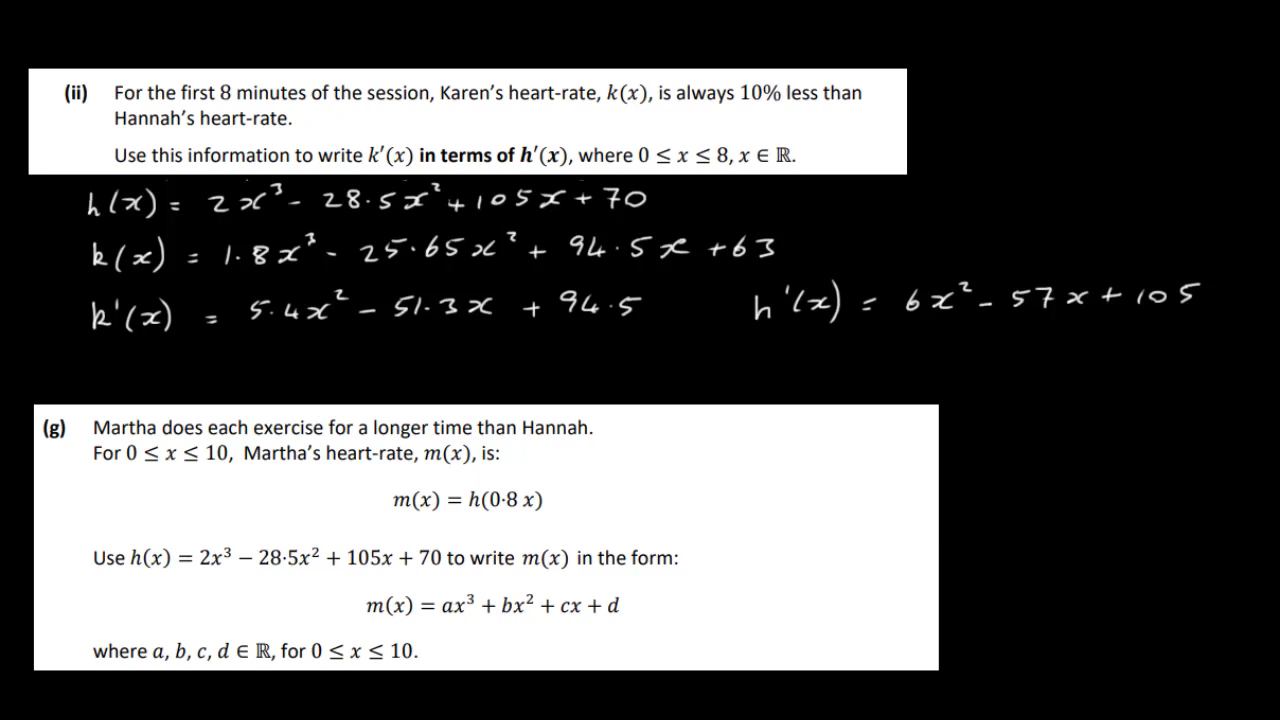 (ii) For the first 8 minutes of the session, Karen's heart-rate, k(x), is always 10% less than
Hannah's heart-rate.
Use this information to write k′(x) in terms of h′(x), where 0 ≤ x ≤ 8, x ∈ ℝ.
h(x) = 2x³ - 28·5x² + 105x + 70
k(x) = 1.8x³ - 25·65x² + 94·5x + 63
k'(x) = 5.4x² - 51.3x + 94.5 h'(x) = 6x² - 57x + 105
(g) Martha does each exercise for a longer time than Hannah.
For 0 ≤ x ≤ 10, Martha's heart-rate, m(x), is:
m(x) = h(0·8 x)
Use h(x) = 2x³ − 28·5x² + 105x + 70 to write m(x) in the form:
m(x) = ax³ + bx² + cx + d
where a, b, c, d ∈ ℝ, for 0 ≤ x ≤ 10.